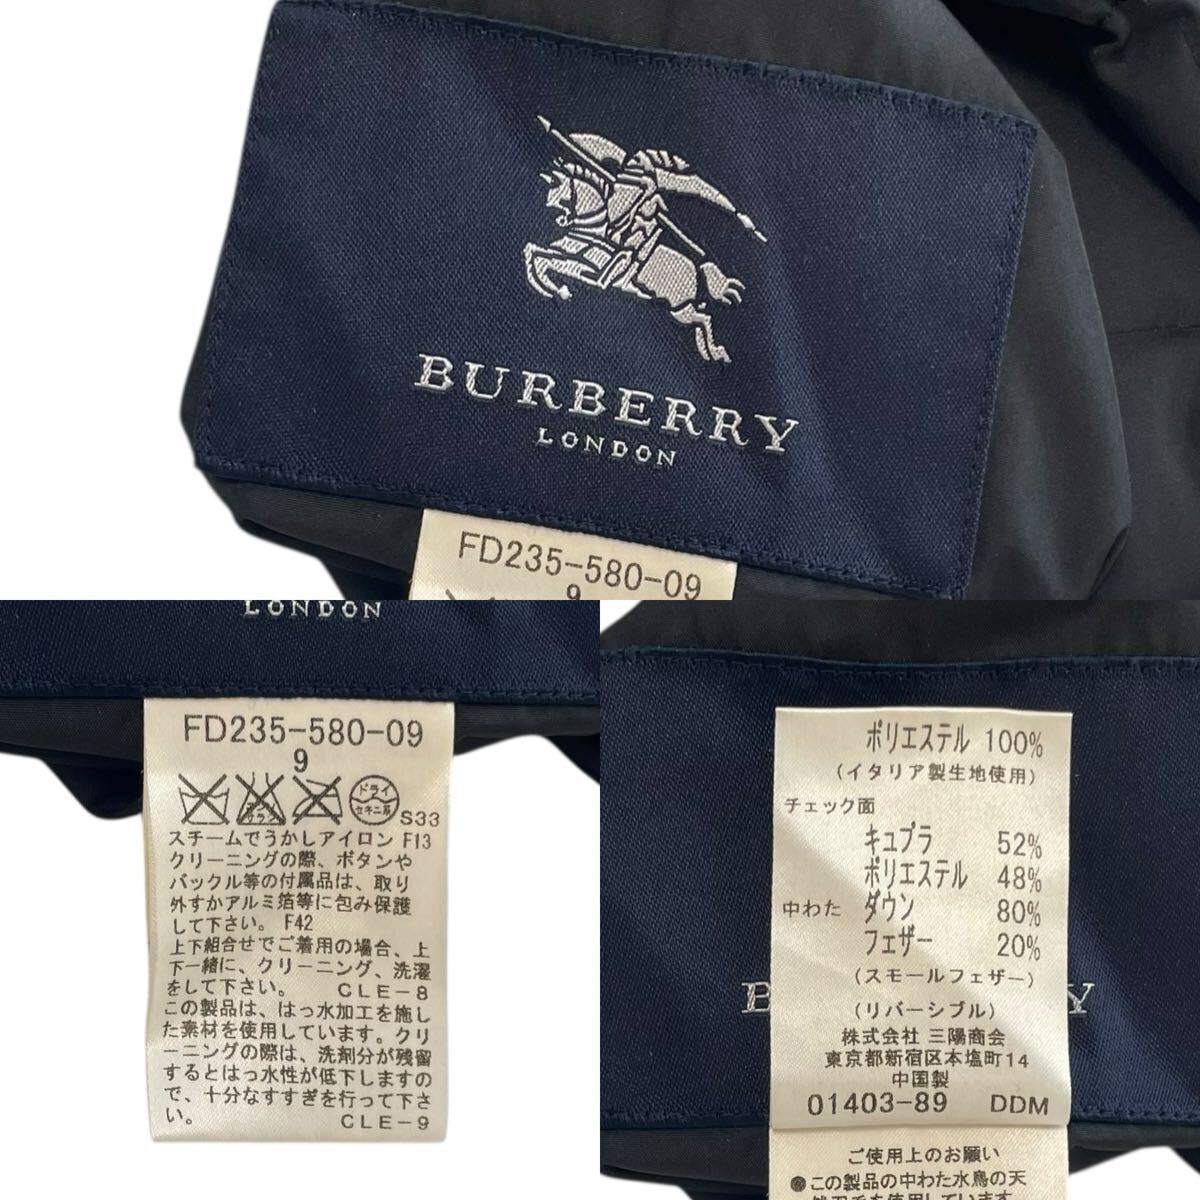 BURBERRY
LONDON
FD235-580-09
9
LONDON
FD235-580-09
9
エンソ
サラシ
ドライ
セキユ系
S33
スチームでうかしアイロン F13
クリーニングの際、ボタンや
バックル等の付属品は、取り
外すかアルミ箔等に包み保護
して下さい。 F42
上下組合せでご着用の場合、上
下一緒に、クリーニング、洗濯
をして下さい。 CLE-8
この製品は、はっ水加工を施し
た素材を使用しています。クリ
ーニングの際は、洗剤分が残留
するとはっ水性が低下しますの
で、十分なすすぎを行って下さ
い。 CLE-9
ポリエステル 100%
(イタリア製生地使用)
チェック面
キュプラ 52%
ポリエステル 48%
中わた ダウン 80%
フェザー 20%
(スモールフェザー)
(リバーシブル)
B Y
株式会社 三陽商会
東京都新宿区本塩町14
中国製
01403-89 DDM
ご使用上のお願い
●この製品の中わた水鳥の天